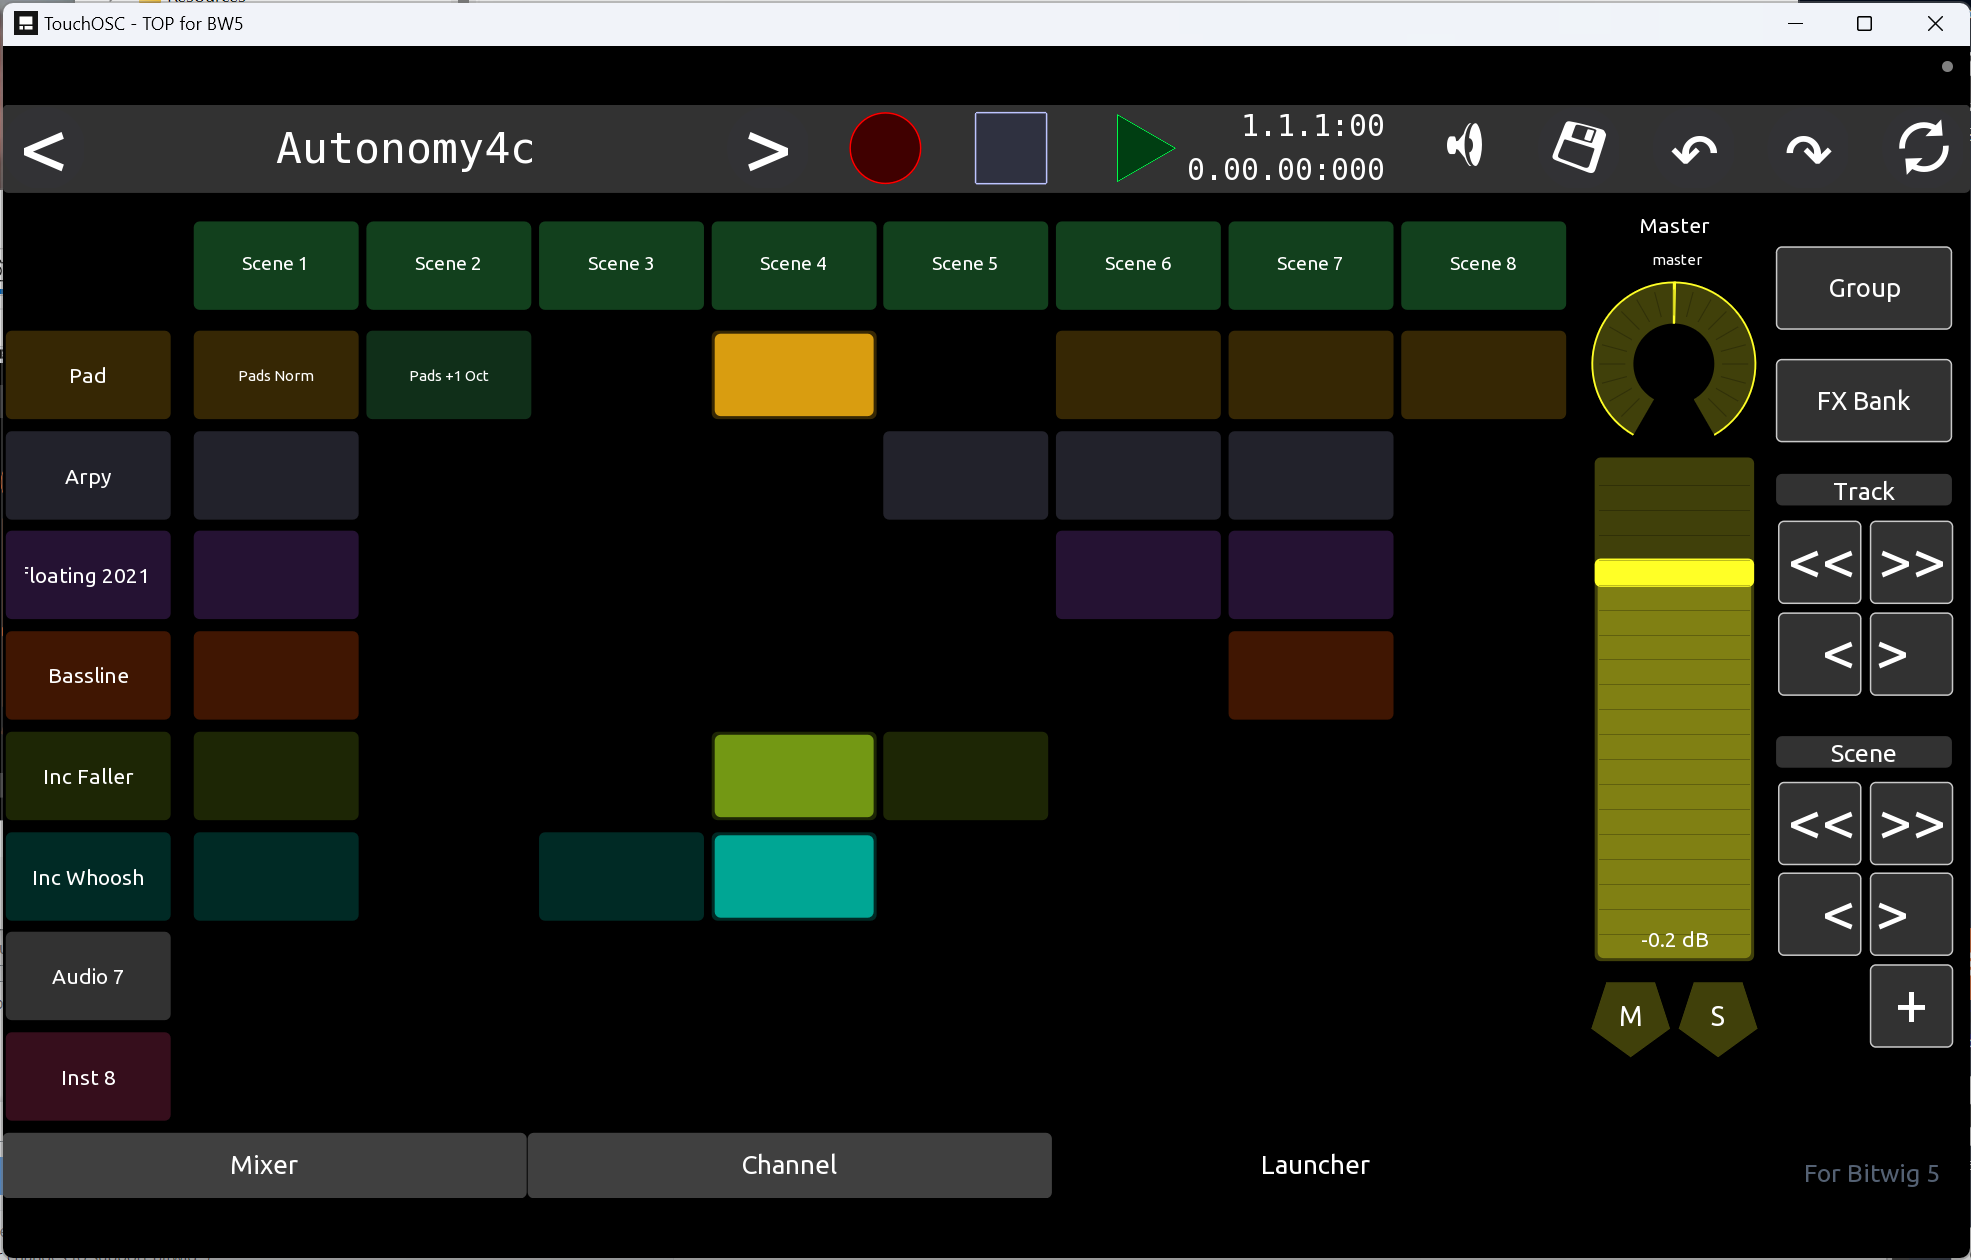 TouchOSC - TOP for BW5
< Autonomy4c >
1.1.1:00
0.00.00:000
Scene 1
Scene 2
Scene 3
Scene 4
Scene 5
Scene 6
Scene 7
Scene 8
Master
master
Group
Pad
Pads Norm
Pads +1 Oct
FX Bank
Arpy
Track
<< >>
Floating 2021
< >
Bassline
Scene
Inc Faller
<< >>
Inc Whoosh
< >
-0.2 dB
Audio 7
M
S
+
Inst 8
Mixer
Channel
Launcher
For Bitwig 5